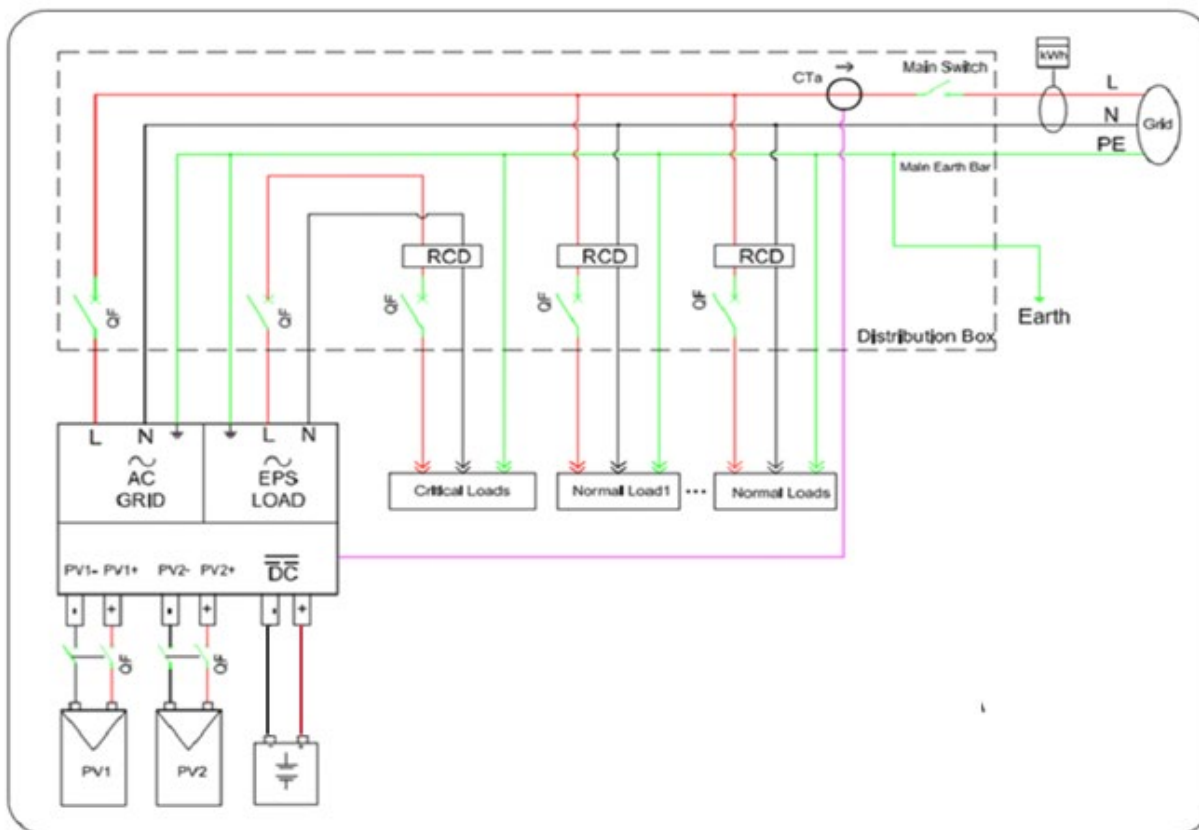 kWh
CTa
Main Switch
L
N
Grid
PE
Main Earth Bar
RCD
RCD
RCD
QF
QF
QF
QF
QF
Earth
Distribution Box
L
N
L
N
AC
GRID
EPS
LOAD
Critical Loads
Normal Load1
...
Normal Loads
PV1-
PV1+
PV2-
PV2+
DC
-
+
-
+
-
+
QF
QF
PV1
PV2